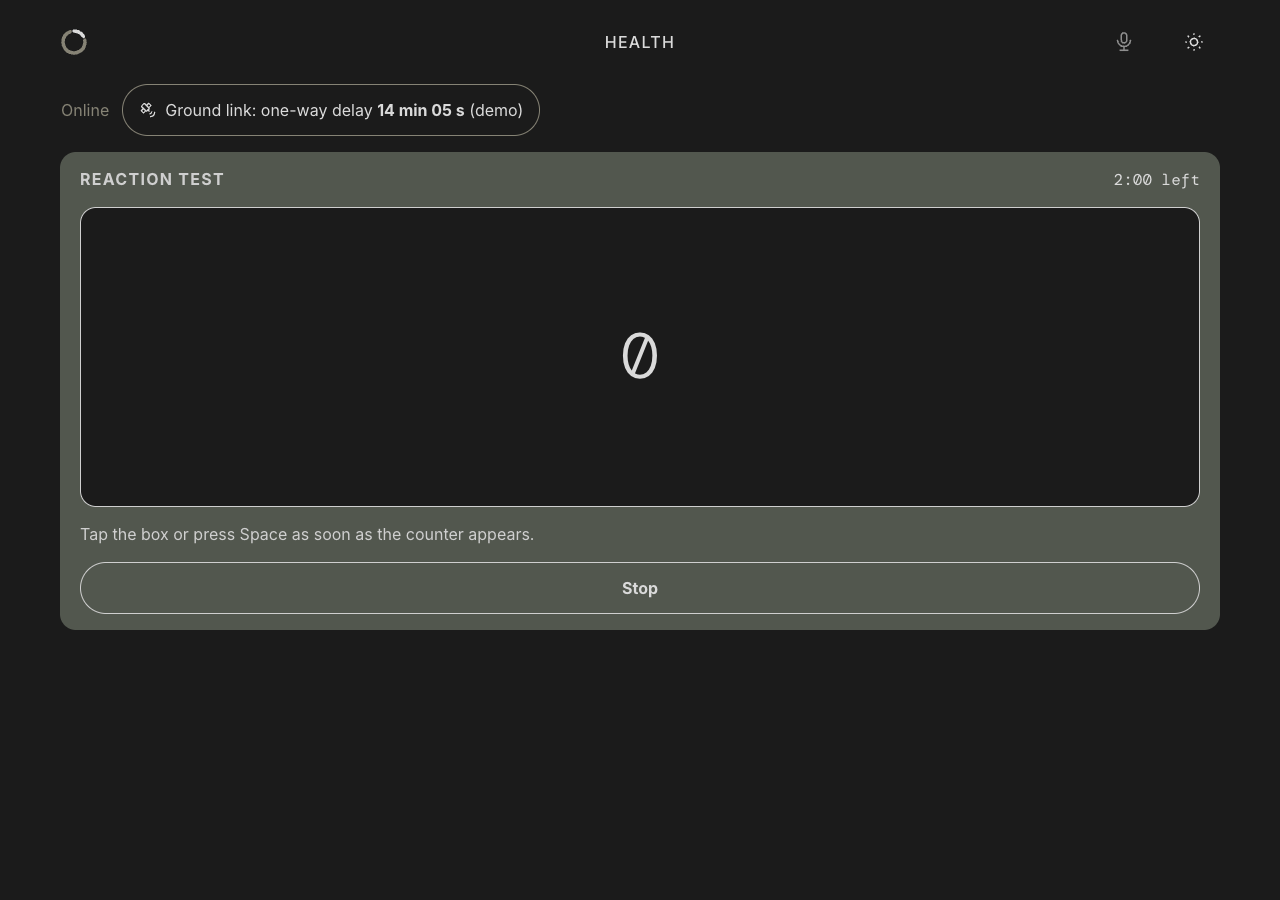 HEALTH
Online
Ground link: one-way delay 14 min 05 s (demo)
REACTION TEST
2:00 left
0
Tap the box or press Space as soon as the counter appears.
Stop